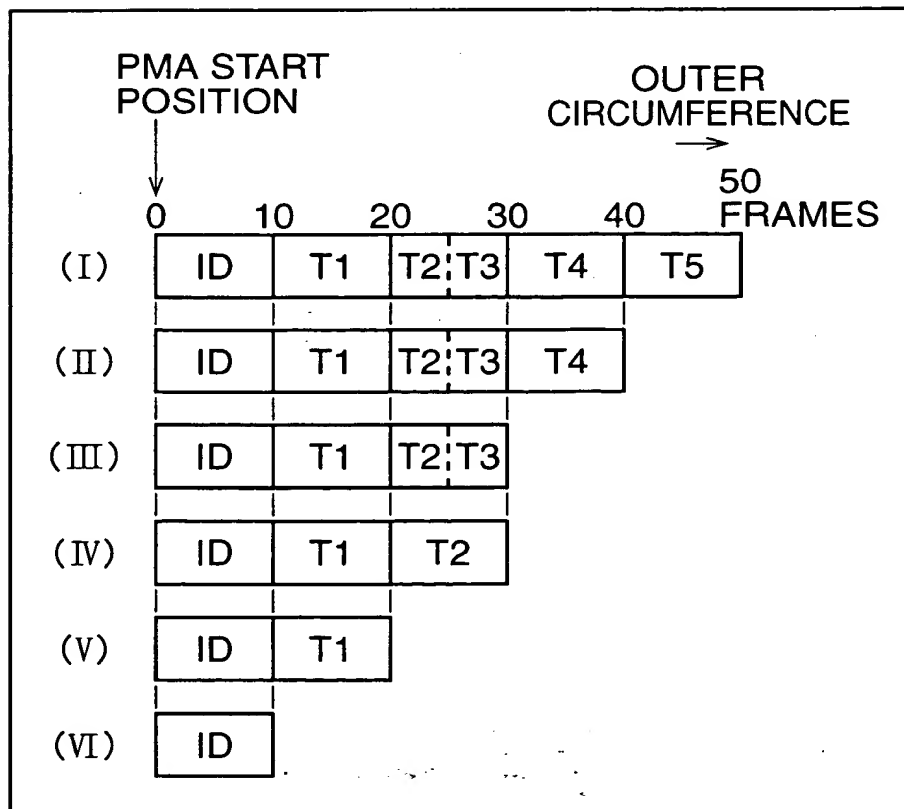 PMA START
POSITION
OUTER
CIRCUMFERENCE
→
50
FRAMES
0 10 20 30 40
(I) ID T1 T2 T3 T4 T5
(II) ID T1 T2 T3 T4
(III) ID T1 T2 T3
(IV) ID T1 T2
(V) ID T1
(VI) ID